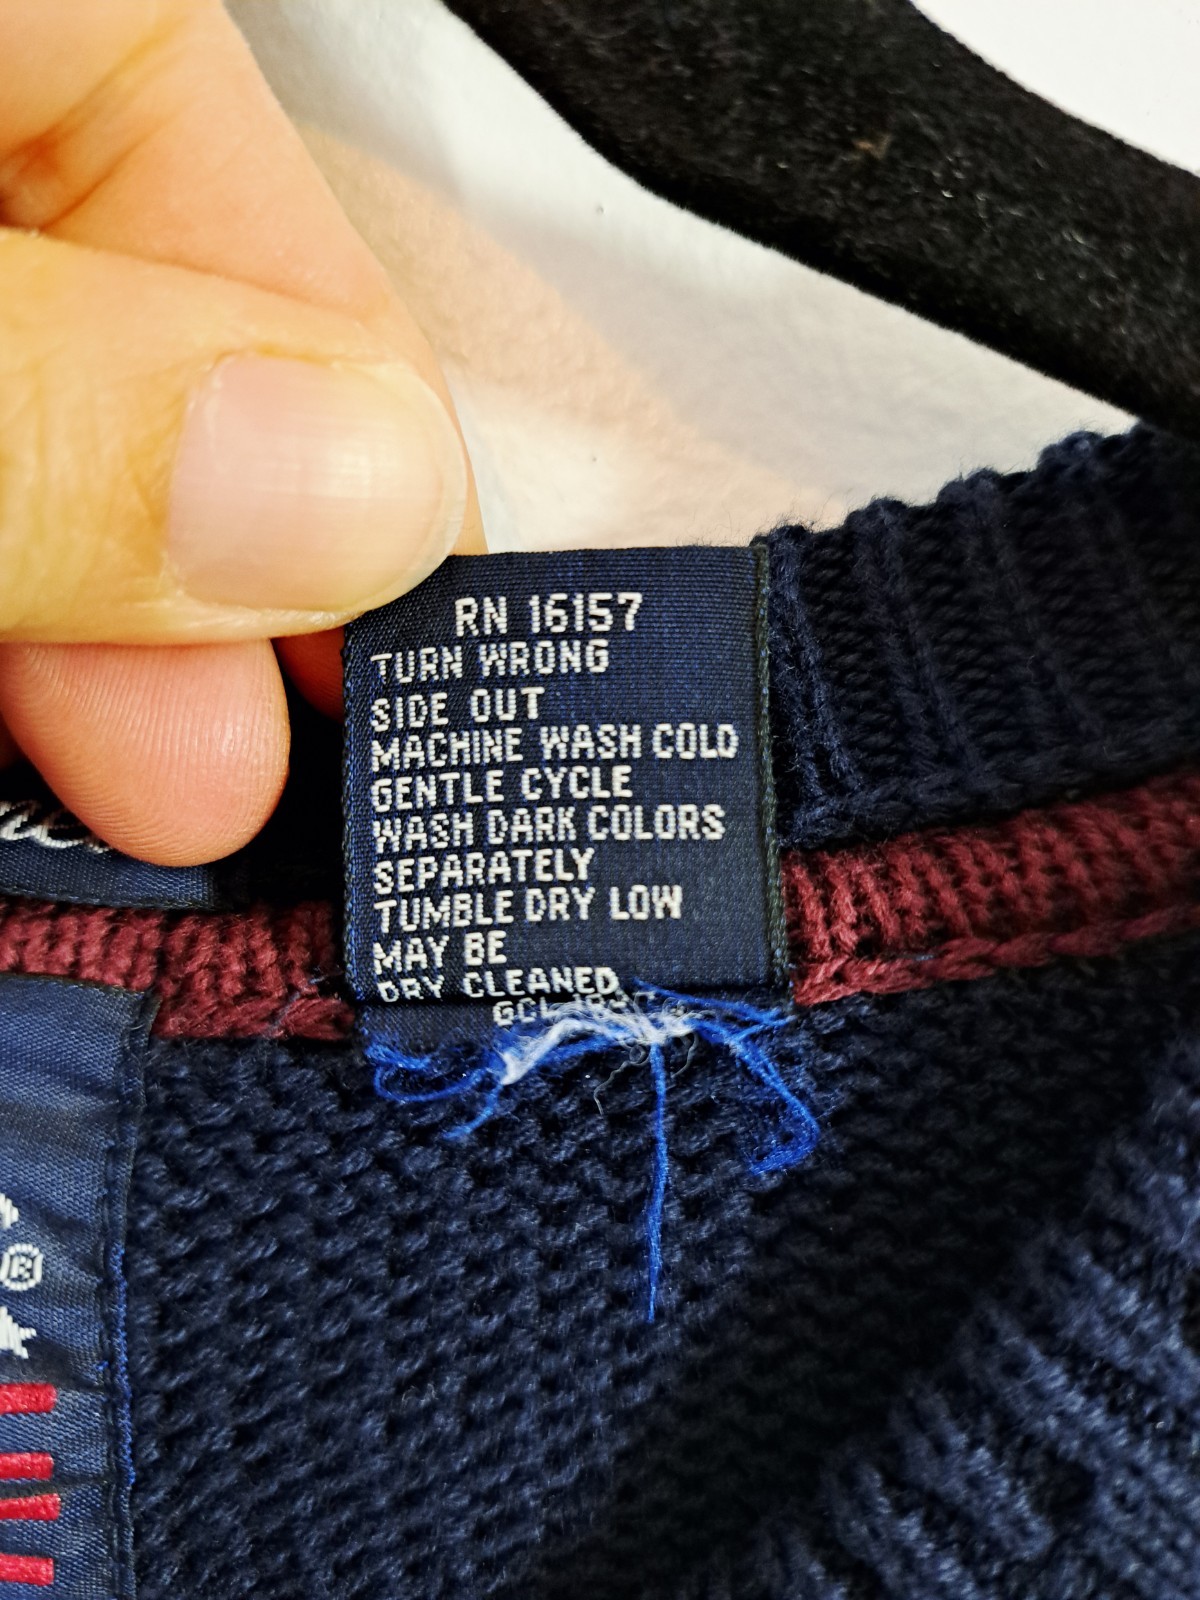 RN 16157
TURN WRONG
SIDE OUT
MACHINE WASH COLD
GENTLE CYCLE
WASH DARK COLORS
SEPARATELY
TUMBLE DRY LOW
MAY BE
DRY CLEANED
®